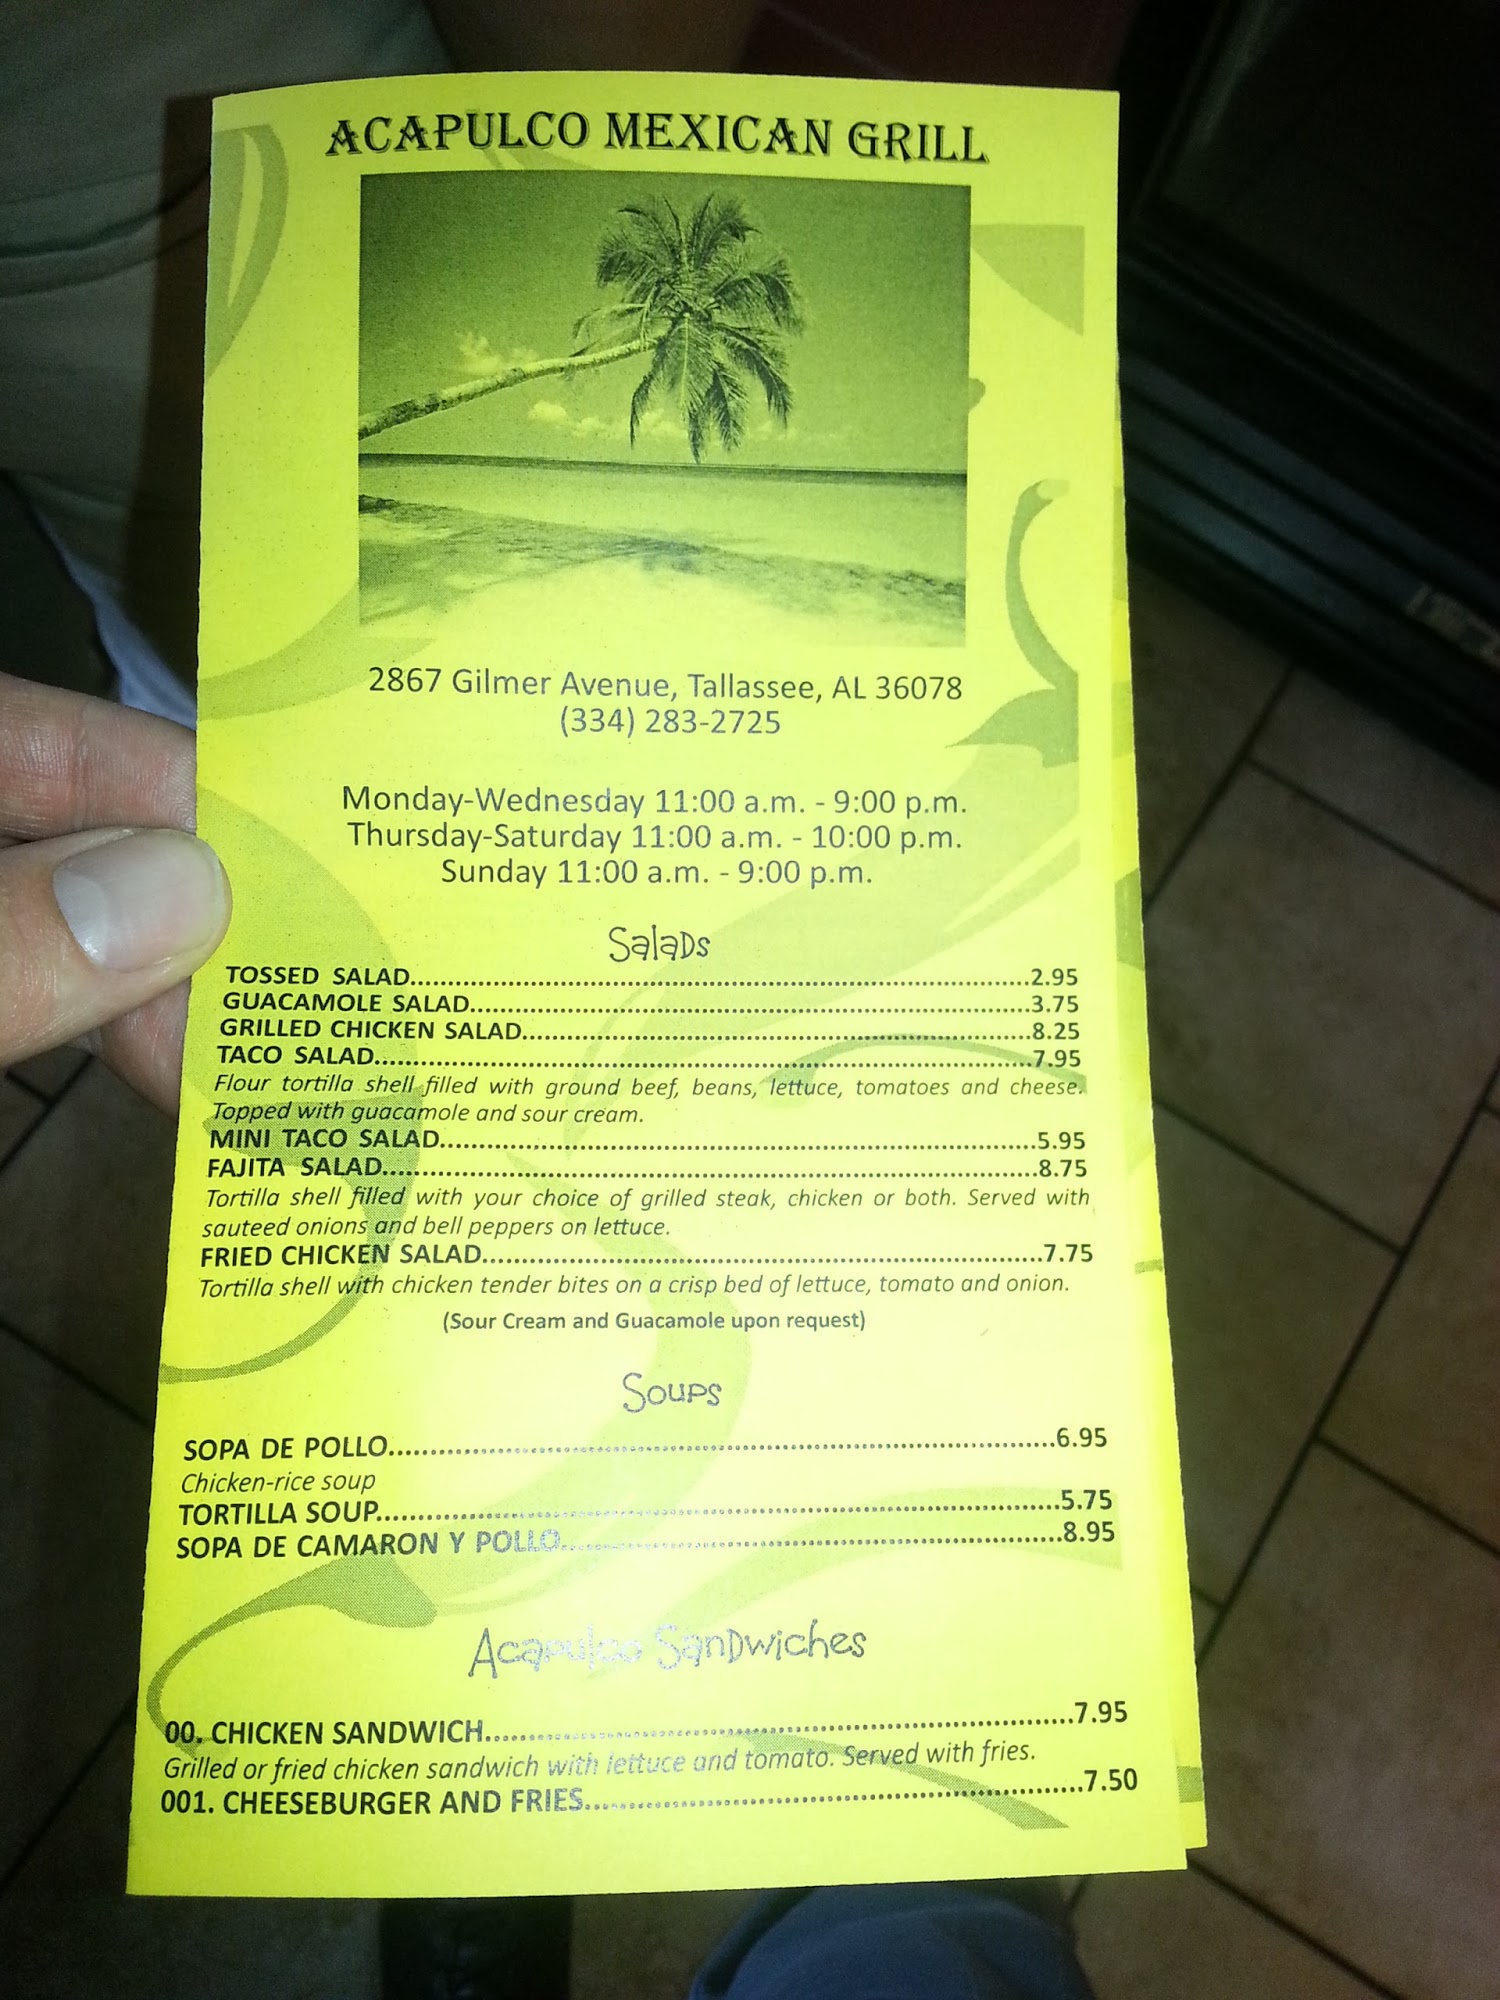 ACAPULCO MEXICAN GRILL
2867 Gilmer Avenue, Tallassee, AL 36078
(334) 283-2725
Monday-Wednesday 11:00 a.m. - 9:00 p.m.
Thursday-Saturday 11:00 a.m. - 10:00 p.m.
Sunday 11:00 a.m. - 9:00 p.m.
Salads
TOSSED SALAD..........2.95
GUACAMOLE SALAD..........3.75
GRILLED CHICKEN SALAD..........8.25
TACO SALAD..........7.95
Flour tortilla shell filled with ground beef, beans, lettuce, tomatoes and cheese.
Topped with guacamole and sour cream.
MINI TACO SALAD..........5.95
FAJITA SALAD..........8.75
Tortilla shell filled with your choice of grilled steak, chicken or both. Served with
sauteed onions and bell peppers on lettuce.
FRIED CHICKEN SALAD..........7.75
Tortilla shell with chicken tender bites on a crisp bed of lettuce, tomato and onion.
(Sour Cream and Guacamole upon request)
Soups
SOPA DE POLLO..........6.95
Chicken-rice soup
TORTILLA SOUP..........5.75
SOPA DE CAMARON Y POLLO..........8.95
Acapulco Sandwiches
00. CHICKEN SANDWICH..........7.95
Grilled or fried chicken sandwich with lettuce and tomato. Served with fries.
001. CHEESEBURGER AND FRIES..........7.50